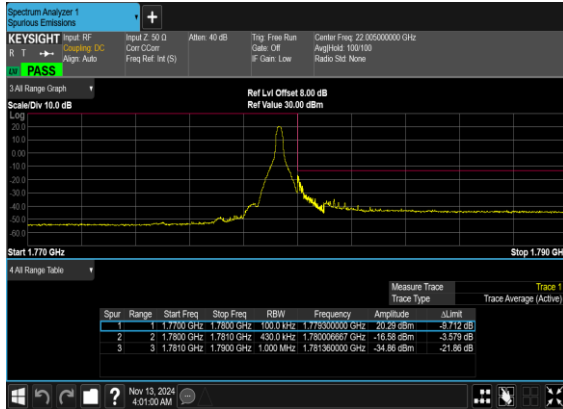 Spectrum Analyzer 1
Spurious Emissions
KEYSIGHT Input: RF Input Z: 50 Ω Atten: 40 dB Trig: Free Run Center Freq: 22.005000000 GHz
R T Coupling: DC Corr CCorr Gate: Off Avg|Hold: 100/100
Align: Auto Freq Ref: Int (S) IF Gain: Low Radio Std: None
PASS
3 All Range Graph
Ref Lvl Offset 8.00 dB
Scale/Div 10.0 dB Ref Value 30.00 dBm
Log
20.0
10.0
0.00
-10.0
-20.0
-30.0
-40.0
-50.0
-60.0
Start 1.770 GHz Stop 1.790 GH
4 All Range Table
Measure Trace Trace 1
Trace Type Trace Average (Active)
Spur Range Start Freq Stop Freq RBW Frequency Amplitude ΔLimit
1 1 1.7700 GHz 1.7800 GHz 100.0 kHz 1.779300000 GHz 20.29 dBm -9.712 dB
2 2 1.7800 GHz 1.7810 GHz 430.0 kHz 1.780006667 GHz -16.58 dBm -3.579 dB
3 3 1.7810 GHz 1.7900 GHz 1.000 MHz 1.781360000 GHz -34.86 dBm -21.86 dB
Nov 13, 2024
4:01:00 AM